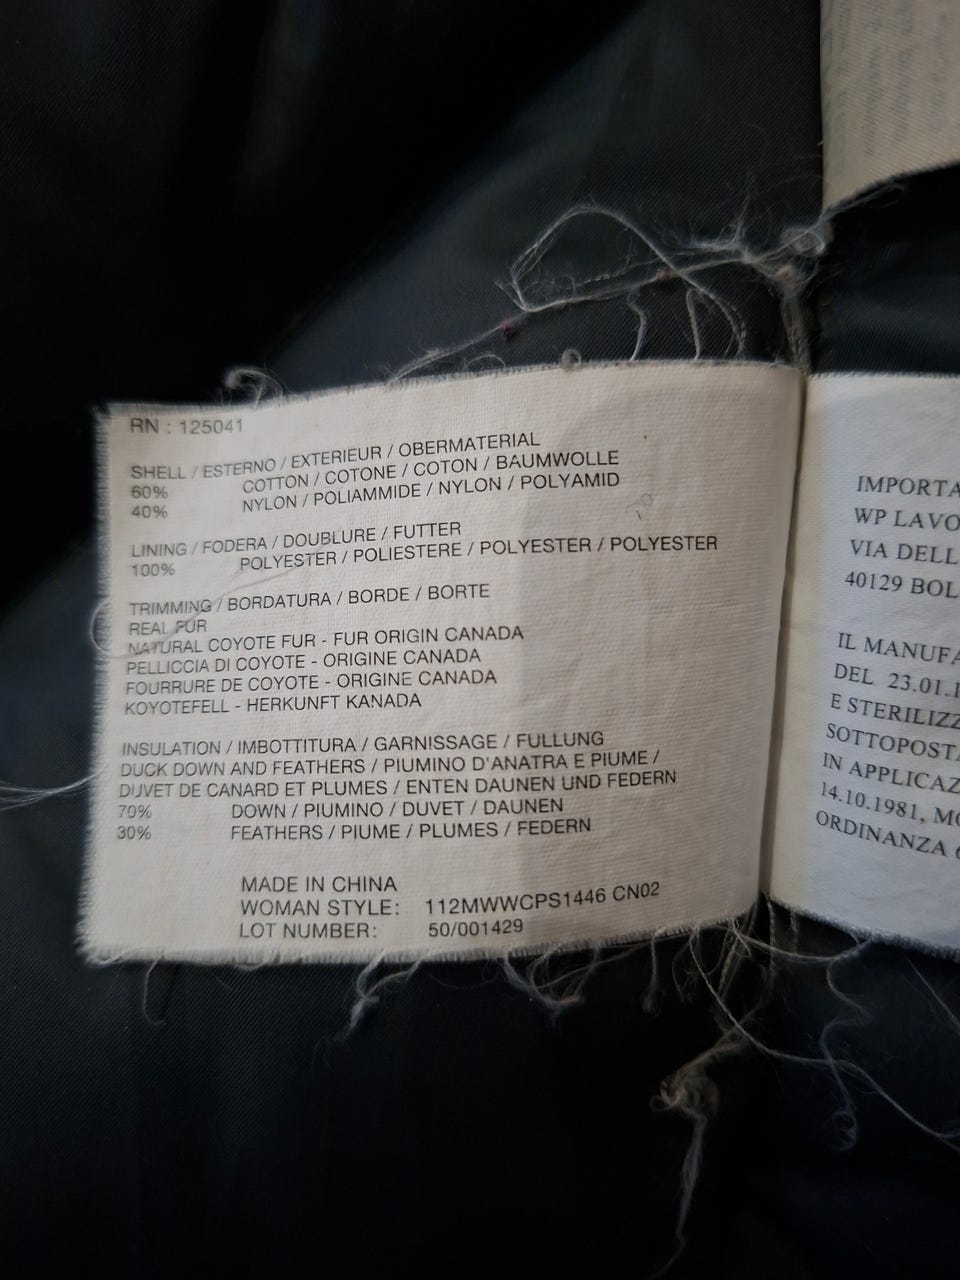 RN : 125041
SHELL / ESTERNO / EXTERIEUR / OBERMATERIAL
60% COTTON / COTONE / COTON / BAUMWOLLE
40% NYLON / POLIAMMIDE / NYLON / POLYAMID
LINING / FODERA / DOUBLURE / FUTTER
100% POLYESTER / POLIESTERE / POLYESTER / POLYESTER
TRIMMING / BORDATURA / BORDE / BORTE
REAL FUR
NATURAL COYOTE FUR - FUR ORIGIN CANADA
PELLICCIA DI COYOTE - ORIGINE CANADA
FOURRURE DE COYOTE - ORIGINE CANADA
KOYOTEFELL - HERKUNFT KANADA
INSULATION / IMBOTTITURA / GARNISSAGE / FULLUNG
DUCK DOWN AND FEATHERS / PIUMINO D'ANATRA E PIUME /
DUVET DE CANARD ET PLUMES / ENTEN DAUNEN UND FEDERN
70% DOWN / PIUMINO / DUVET / DAUNEN
30% FEATHERS / PIUME / PLUMES / FEDERN
MADE IN CHINA
WOMAN STYLE: 112MWWCPS1446 CN02
LOT NUMBER: 50/001429
IMPORTA
WP LAVO
VIA DELL
40129 BOL
IL MANUFA
DEL 23.01.1
E STERILIZZ
SOTTOPOSTA
IN APPLICAZ
14.10.1981, MO
ORDINANZA